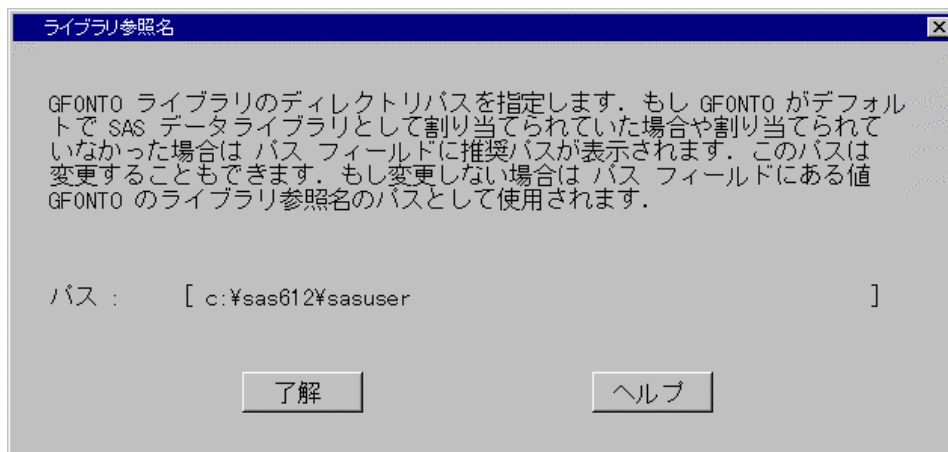 ライブラリ参照名
GFONT0 ライブラリのディレクトリパスを指定します. もし GFONT0 がデフォル
トで SAS データライブラリとして割り当てられていた場合や割り当てられて
いなかった場合は パス フィールドに推奨パスが表示されます. このパスは
変更することもできます. もし変更しない場合は パス フィールドにある値
GFONT0 のライブラリ参照名のパスとして使用されます.
パス : [ c:¥sas612¥sasuser ]
了解 ヘルプ